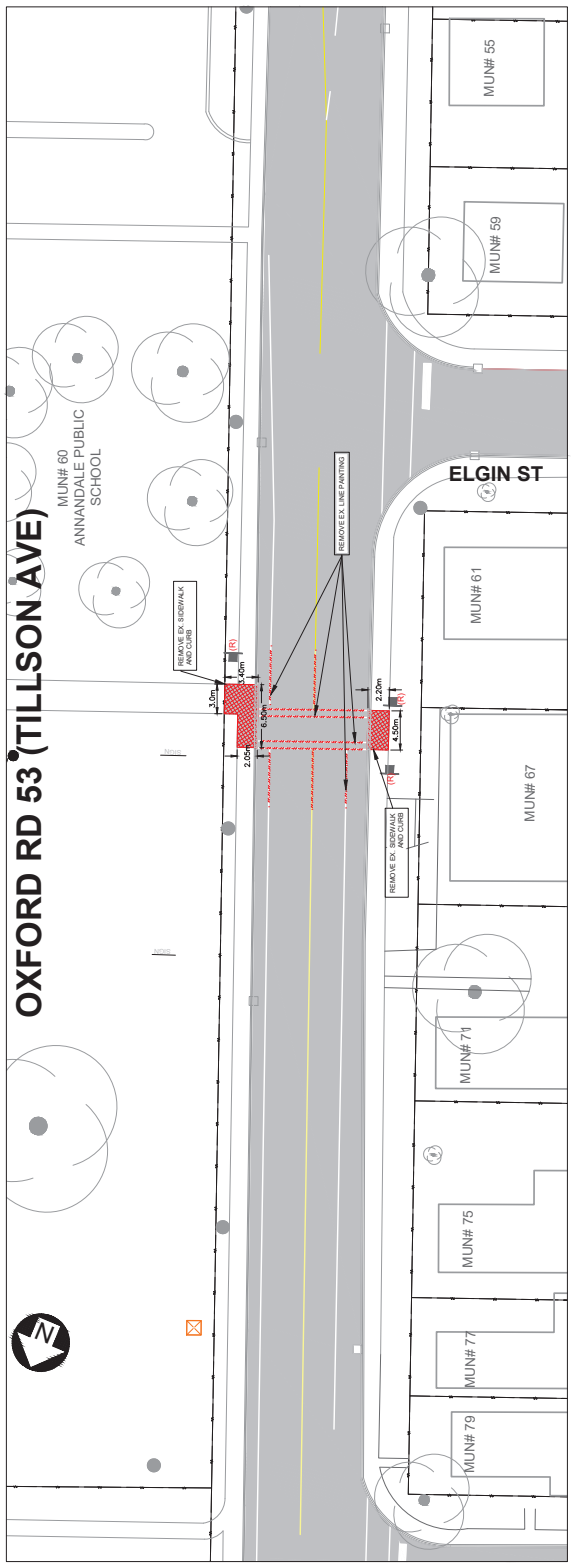 OXFORD RD 53 (TILLSON AVE)
MUN# 60
ANNANDALE PUBLIC
SCHOOL
MUN# 55
MUN# 59
ELGIN ST
MUN# 61
MUN# 67
MUN# 71
MUN# 75
MUN# 77
MUN# 79
REMOVE EX. SIDEWALK
AND CURB
REMOVE EX. LINE PAINTING
REMOVE EX. SIDEWALK
AND CURB
(R)
(R)
(R)
3.0m
3.40m
6.50m
2.05m
2.20m
4.50m
SIGN
SIGN
N